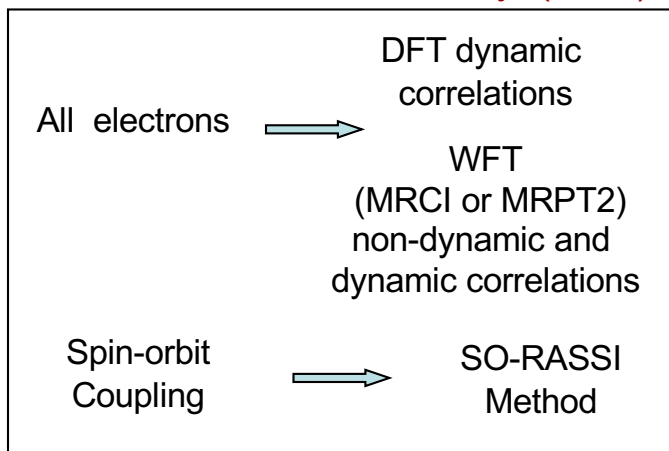 DFT dynamic
correlations
All electrons
WFT
(MRCI or MRPT2)
non-dynamic and
dynamic correlations
Spin-orbit
Coupling
SO-RASSI
Method